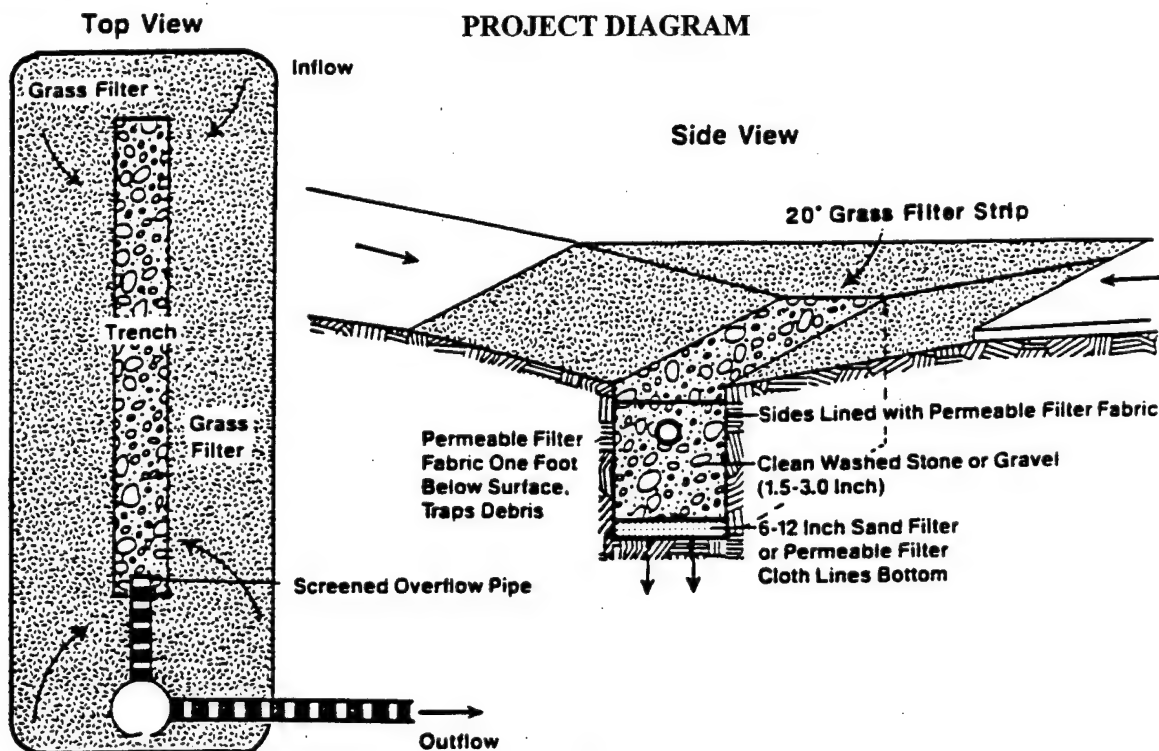 Top View
PROJECT DIAGRAM
Inflow
Grass Filter
Side View
20° Grass Filter Strip
Trench
Grass
Filter
Permeable Filter
Fabric One Foot
Below Surface.
Traps Debris
Sides Lined with Permeable Filter Fabric
Clean Washed Stone or Gravel
(1.5-3.0 Inch)
6-12 Inch Sand Filter
or Permeable Filter
Cloth Lines Bottom
Screened Overflow Pipe
Outflow